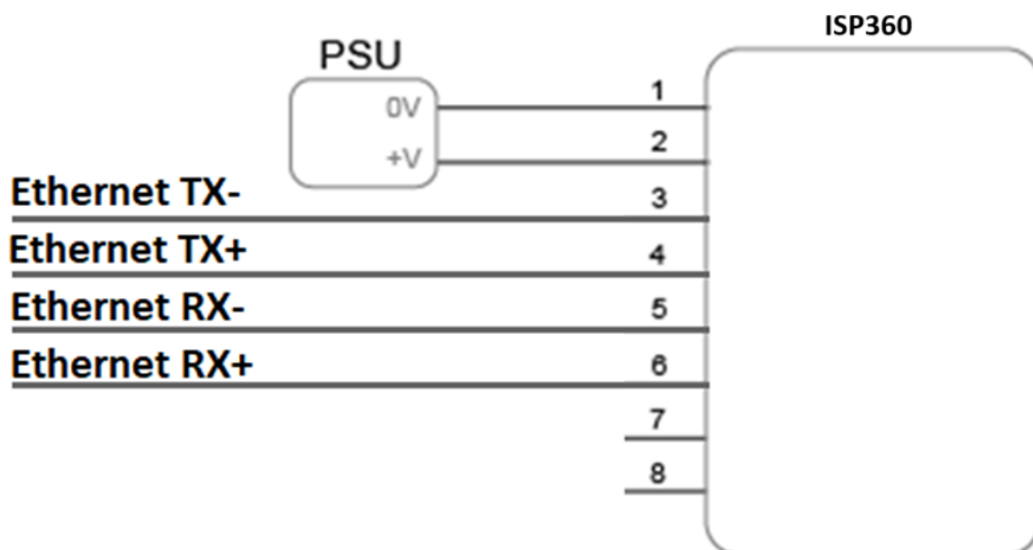 ISP360
PSU
0V
1
+V
2
Ethernet TX-
3
Ethernet TX+
4
Ethernet RX-
5
Ethernet RX+
6
7
8